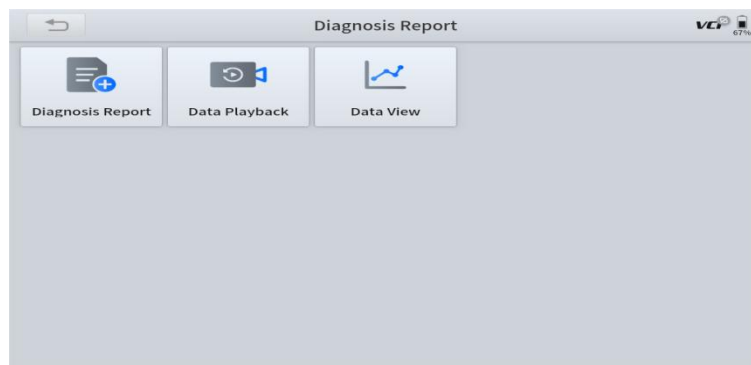 Diagnosis Report
VCI
67%
Diagnosis Report
Data Playback
Data View